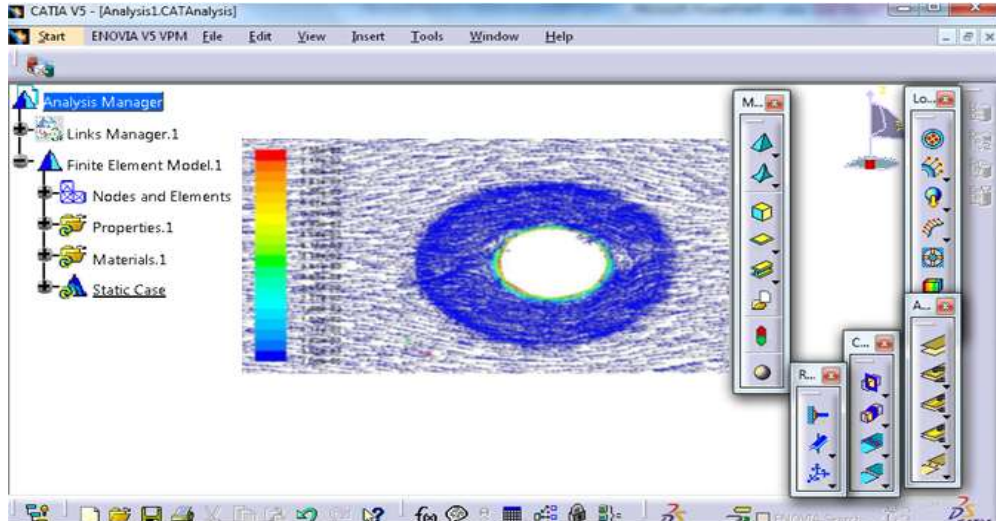 CATIA V5 - [Analysis1.CATAnalysis]
Start ENOVIA V5 VPM File Edit View Insert Tools Window Help
Analysis Manager
Links Manager.1
Finite Element Model.1
Nodes and Elements
Properties.1
Materials.1
Static Case
M...
Lo...
A...
C...
R...
f(x)